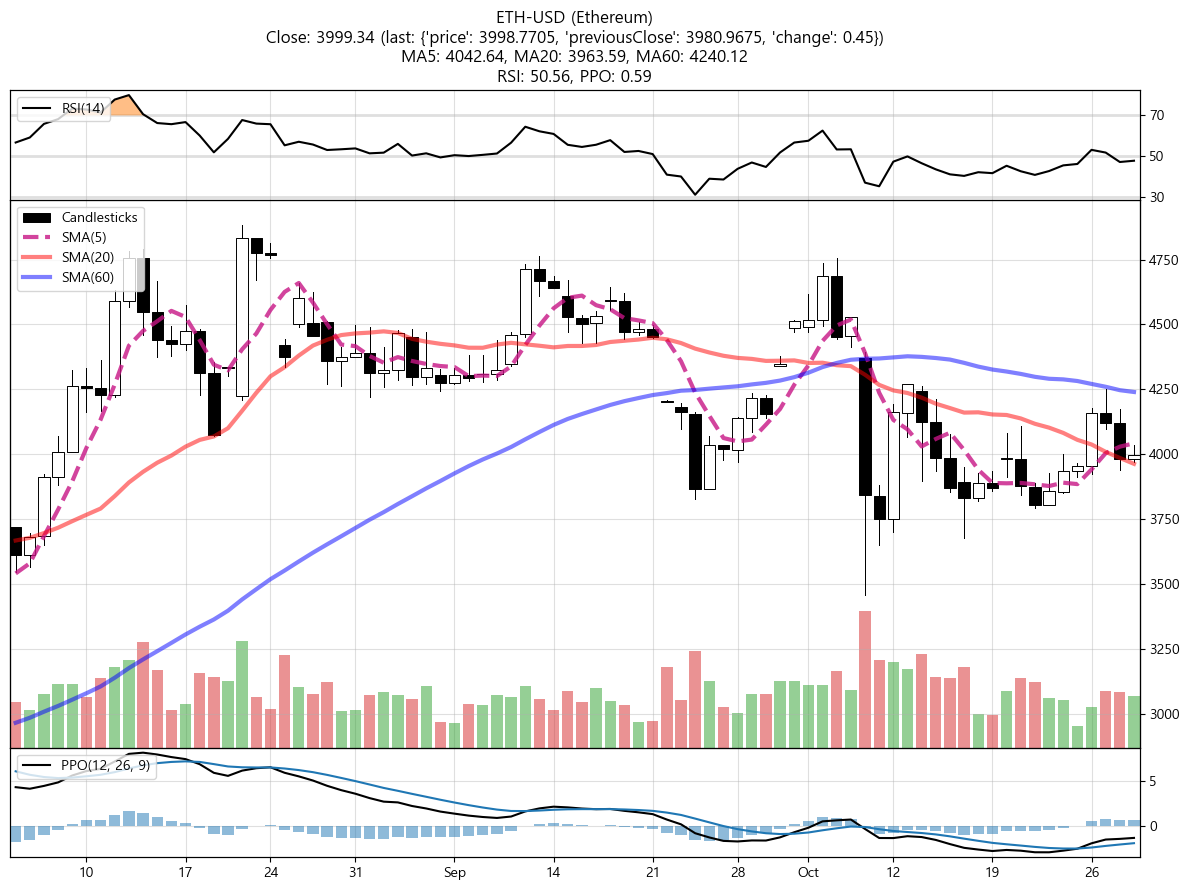 ETH-USD (Ethereum)
Close: 3999.34 (last: {'price': 3998.7705, 'previousClose': 3980.9675, 'change': 0.45})
MA5: 4042.64, MA20: 3963.59, MA60: 4240.12
RSI: 50.56, PPO: 0.59
RSI(14)
70
50
30
Candlesticks
SMA(5)
SMA(20)
SMA(60)
4750
4500
4250
4000
3750
3500
3250
3000
PPO(12, 26, 9)
5
0
10
17
24
31
Sep
14
21
28
Oct
12
19
26